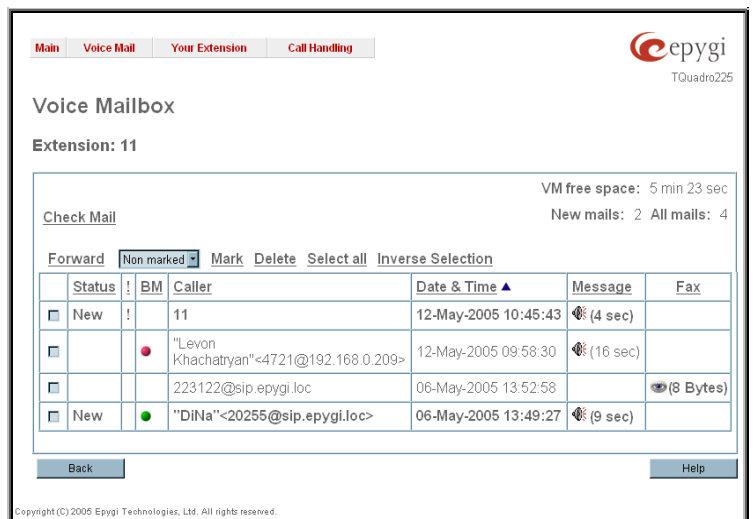 Main Voice Mail Your Extension Call Handling
epygi
TQuadro225
Voice Mailbox
Extension: 11
VM free space: 5 min 23 sec
Check Mail
New mails: 2 All mails: 4
Forward Non marked Mark Delete Select all Inverse Selection
Status ! BM Caller Date & Time ▲ Message Fax
New ! 11 12-May-2005 10:45:43 (4 sec)
"Levon
Khachatryan"<4721@192.168.0.209> 12-May-2005 09:58:30 (16 sec)
223122@sip.epygi.loc 06-May-2005 13:52:58 (8 Bytes)
New "DiNa"<20255@sip.epygi.loc> 06-May-2005 13:49:27 (9 sec)
Back Help
Copyright (C) 2005 Epygi Technologies, Ltd. All rights reserved.